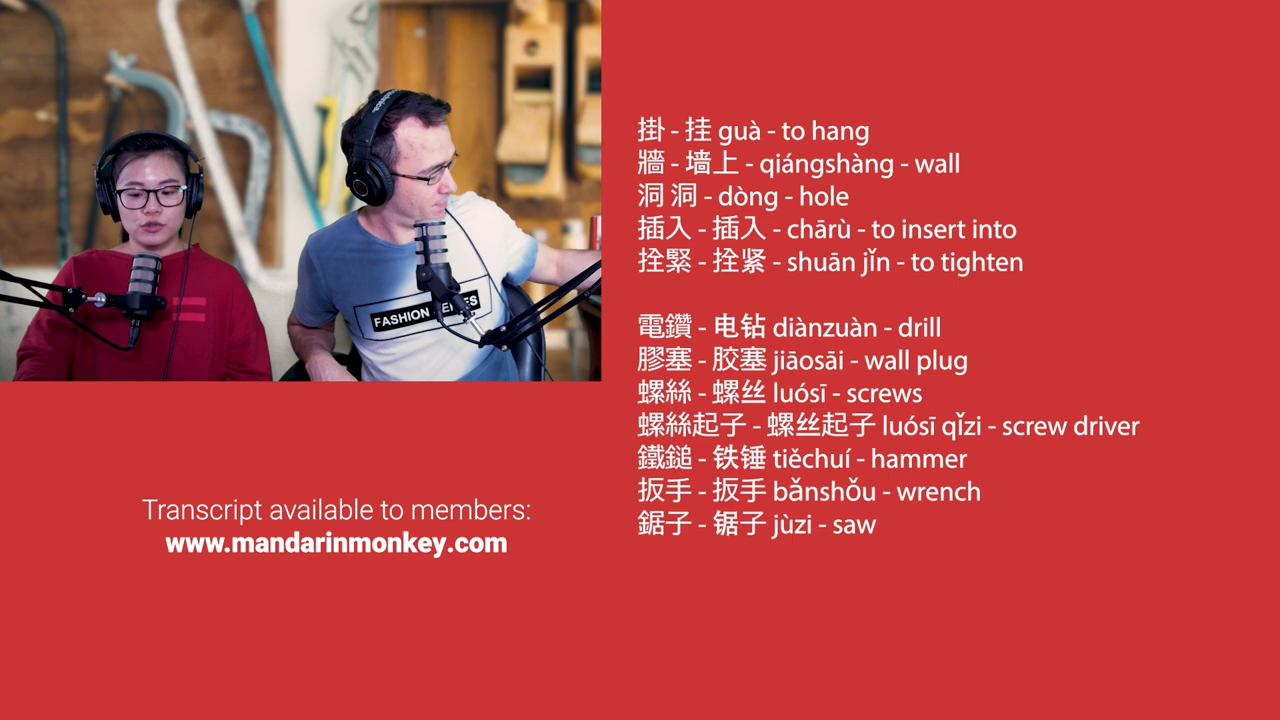 掛 - 挂 guà - to hang
牆 - 墙上 - qiángshàng - wall
洞 洞 - dòng - hole
插入 - 插入 - chārù - to insert into
拴緊 - 拴紧 - shuān jǐn - to tighten
電鑽 - 电钻 diànzuàn - drill
膠塞 - 胶塞 jiāosāi - wall plug
螺絲 - 螺丝 luósī - screws
螺絲起子 - 螺丝起子 luósī qǐzi - screw driver
鐵鎚 - 铁锤 tiěchuí - hammer
扳手 - 扳手 bǎnshǒu - wrench
鋸子 - 锯子 jùzi - saw
FASHION
Transcript available to members:
www.mandarinmonkey.com